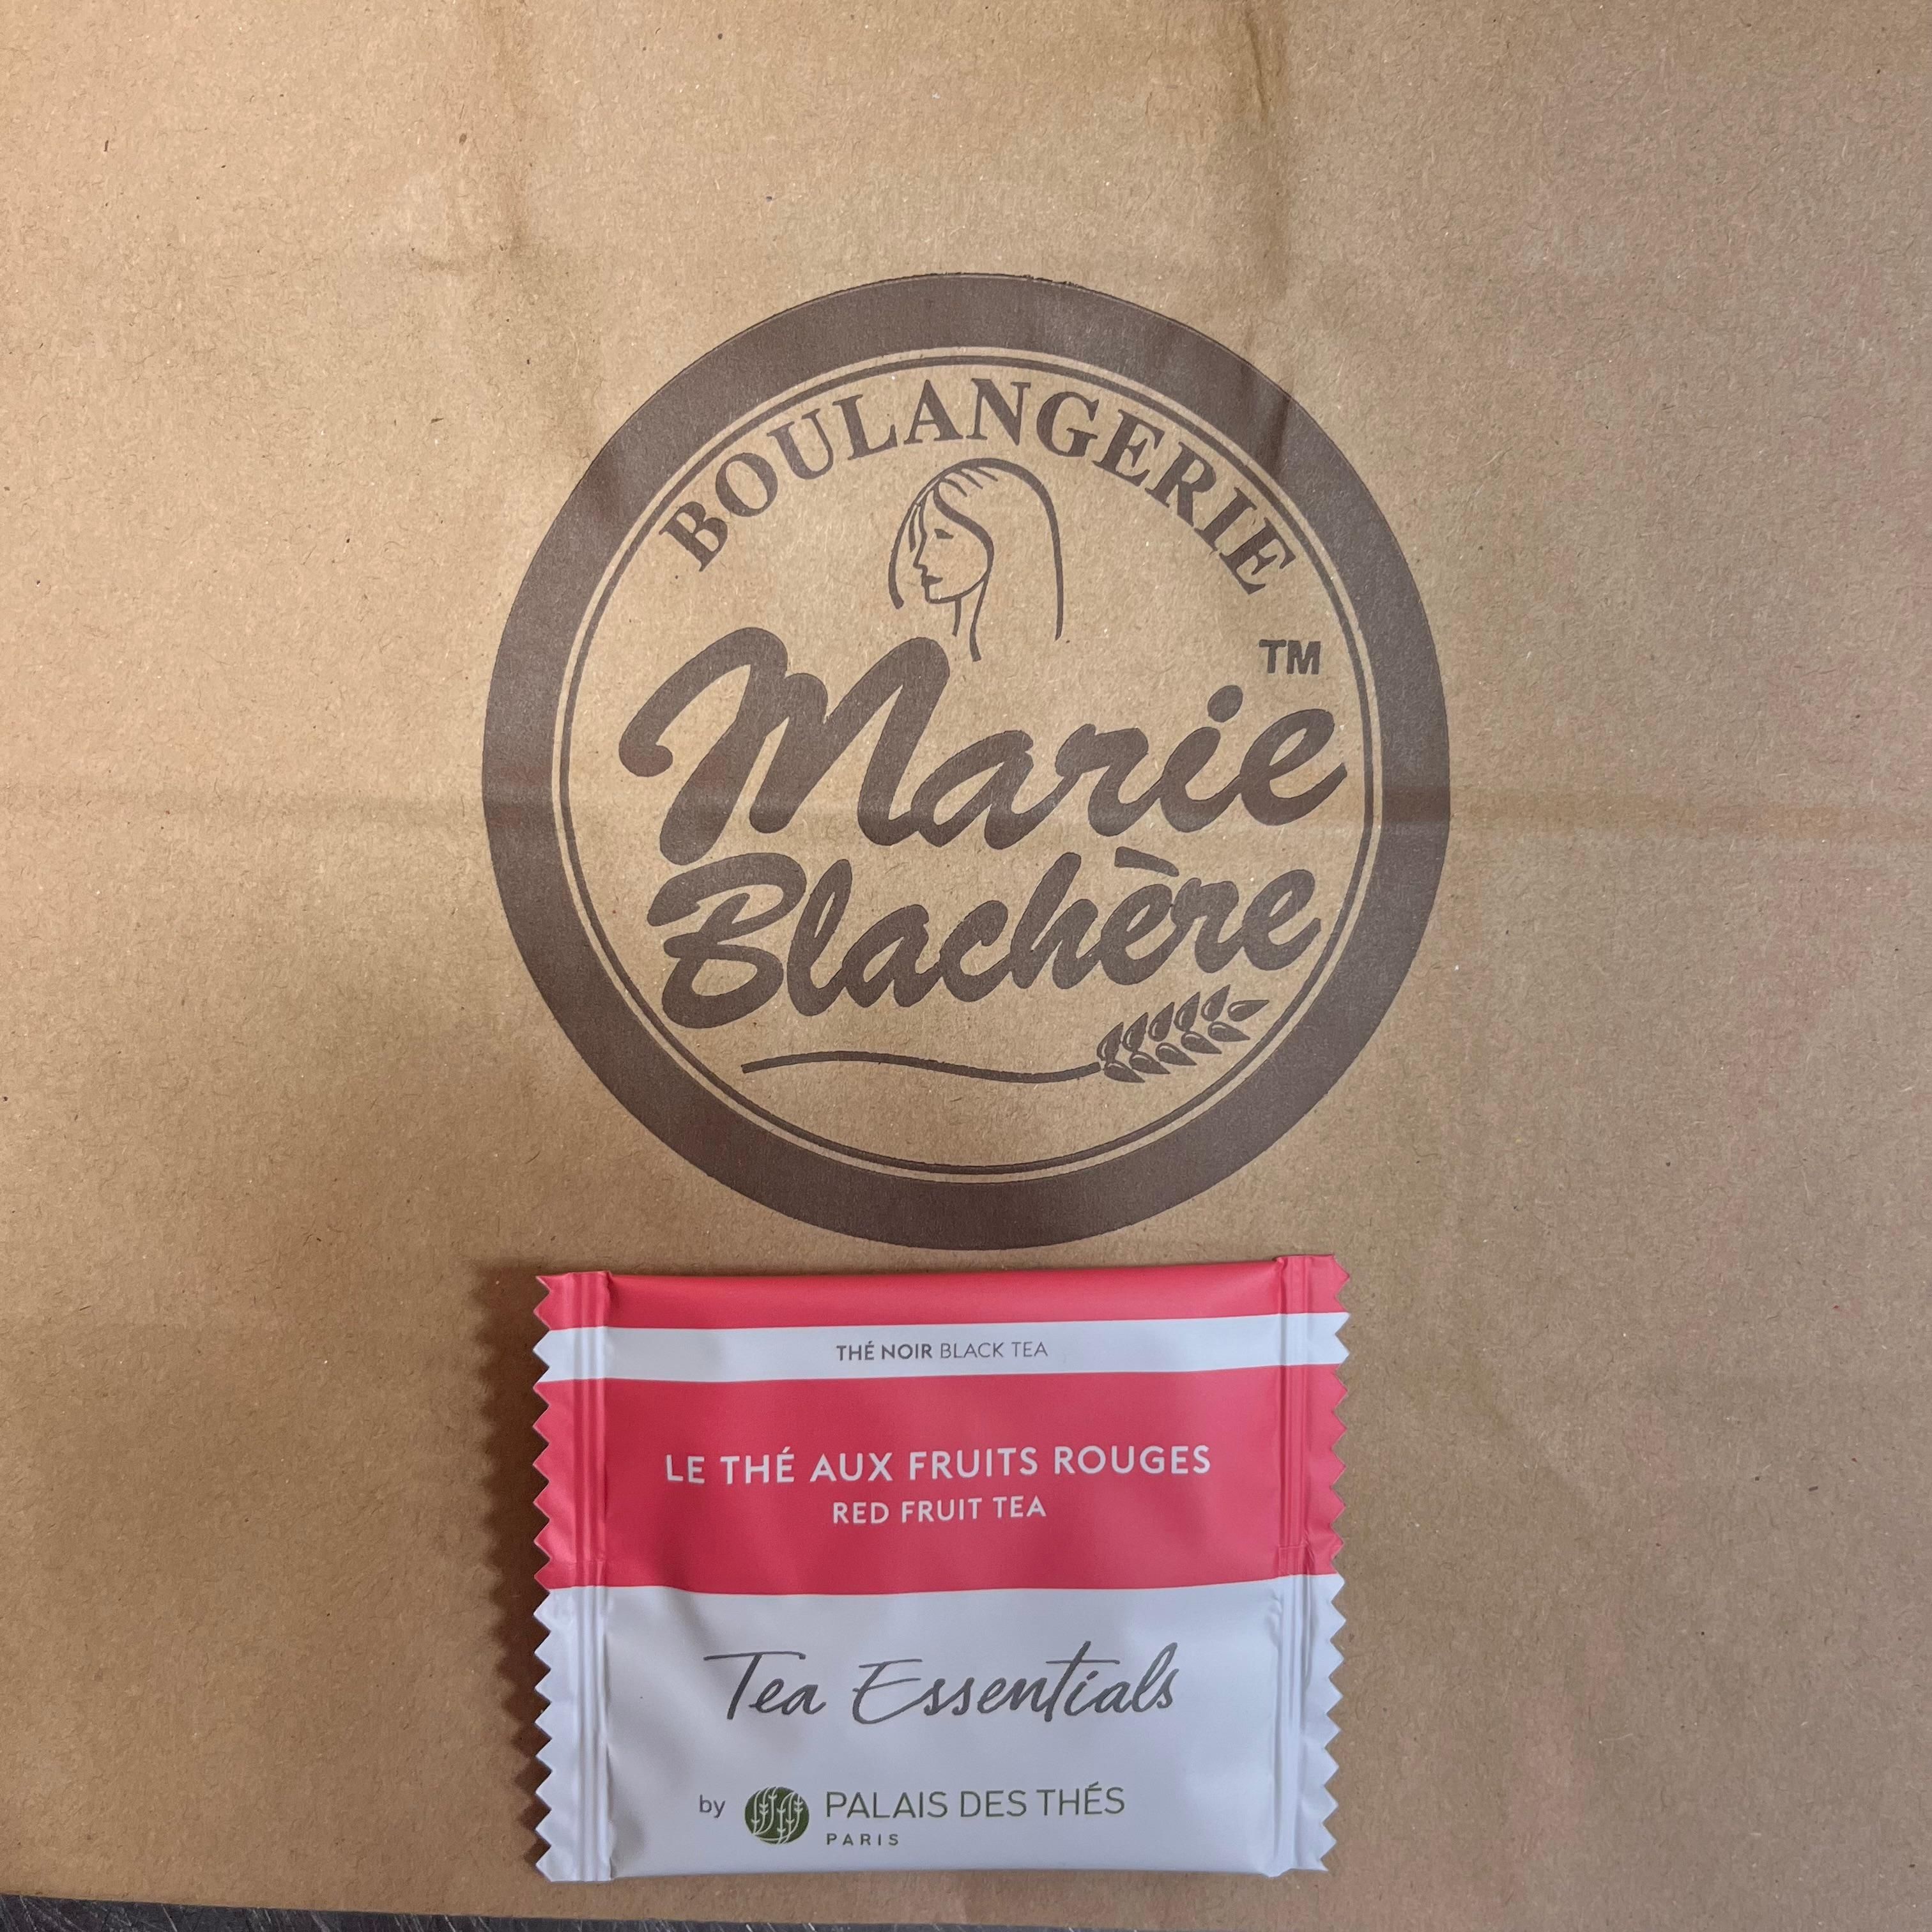 BOULANGERIE
TM
Marie
Blachère
THÉ NOIR BLACK TEA
LE THÉ AUX FRUITS ROUGES
RED FRUIT TEA
Tea Essentials
by PALAIS DES THÉS
PARIS